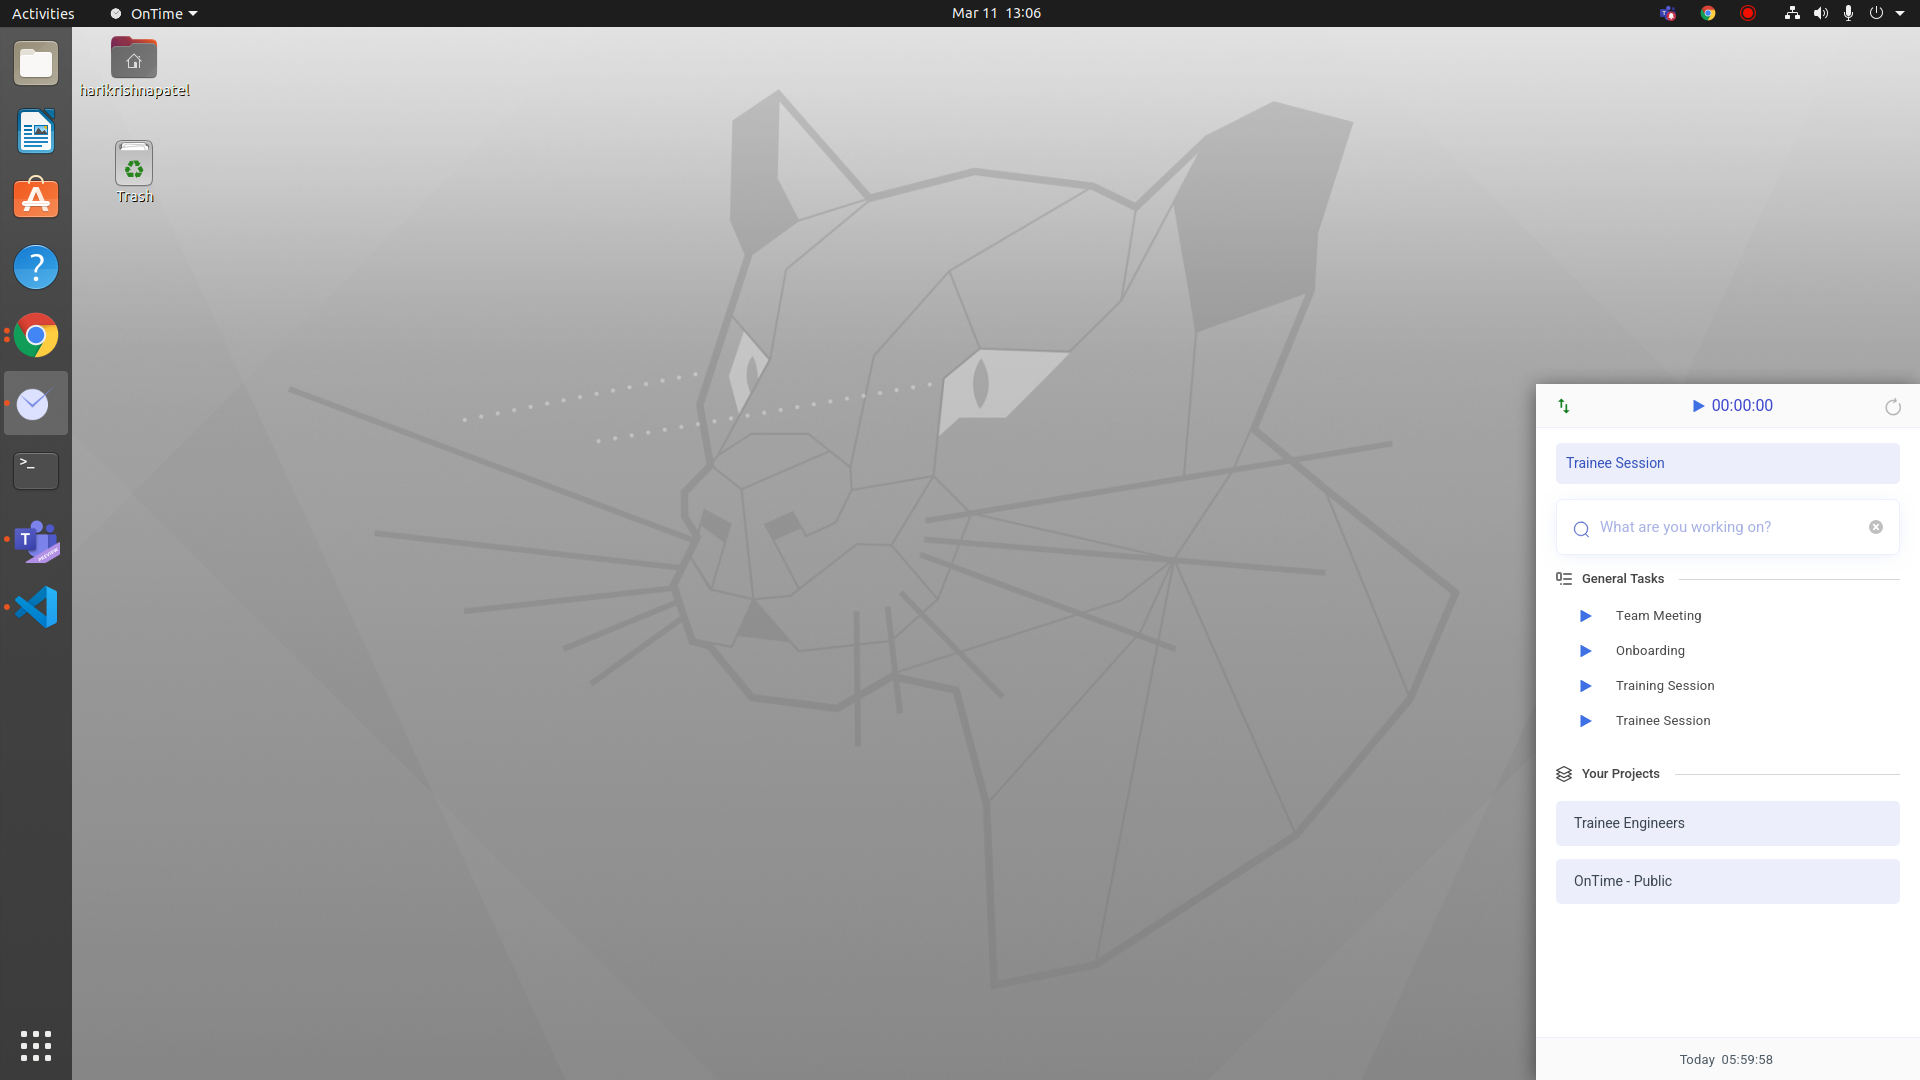 Activities
OnTime
Mar 11 13:06
harikrishnapatel
Trash
00:00:00
Trainee Session
What are you working on?
General Tasks
Team Meeting
Onboarding
Training Session
Trainee Session
Your Projects
Trainee Engineers
OnTime - Public
Today 05:59:58